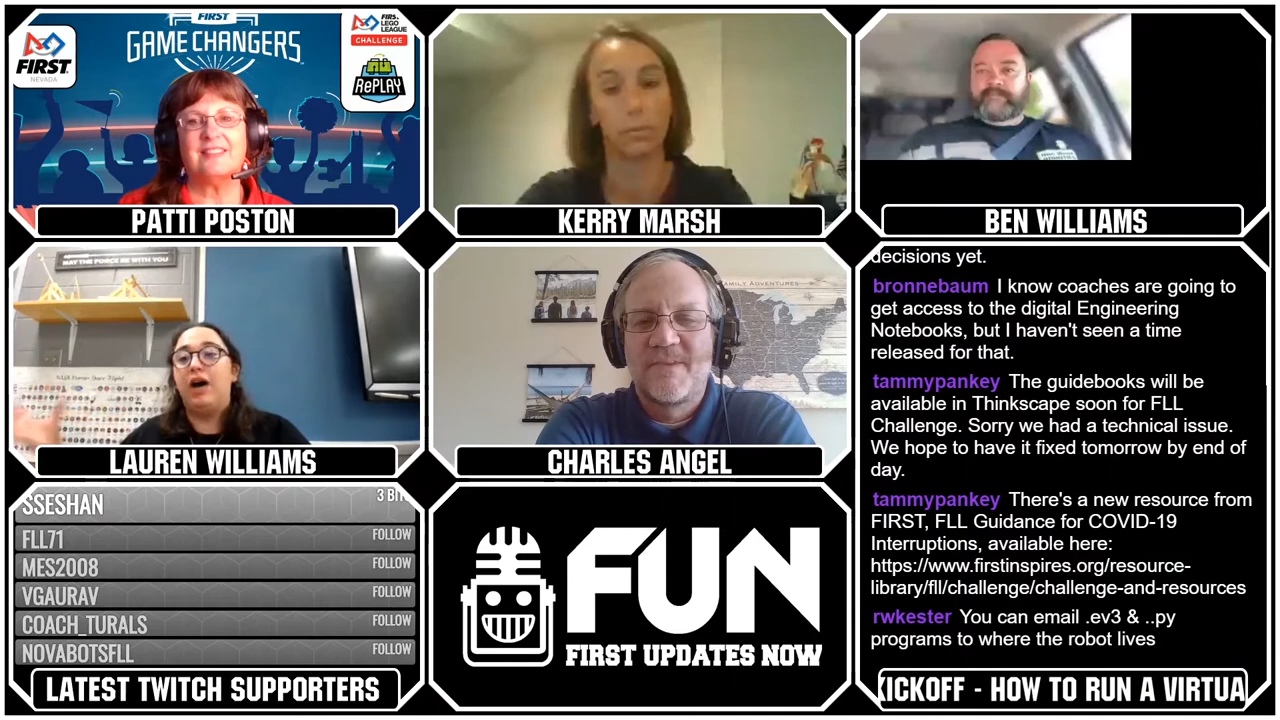 FIRST
GAME CHANGERS
FIRST
NEVADA
FIRST
LEGO
LEAGUE
CHALLENGE
RePLAY
PATTI POSTON
KERRY MARSH
BEN WILLIAMS
MAY THE FORCE BE WITH YOU
LAUREN WILLIAMS
FAMILY ADVENTURES
CHARLES ANGEL
decisions yet.
bronnebaum I know coaches are going to
get access to the digital Engineering
Notebooks, but I haven't seen a time
released for that.
tammypankey The guidebooks will be
available in Thinkscape soon for FLL
Challenge. Sorry we had a technical issue.
We hope to have it fixed tomorrow by end of
day.
tammypankey There's a new resource from
FIRST, FLL Guidance for COVID-19
Interruptions, available here:
https://www.firstinspires.org/resource-
library/fll/challenge/challenge-and-resources
rwkester You can email .ev3 & ..py
programs to where the robot lives
SSESHAN 3 BIT
FLL71 FOLLOW
MES2008 FOLLOW
VGAURAV FOLLOW
COACH_TURALS FOLLOW
NOVABOTSFLL FOLLOW
LATEST TWITCH SUPPORTERS
FUN
FIRST UPDATES NOW
KICKOFF - HOW TO RUN A VIRTUA